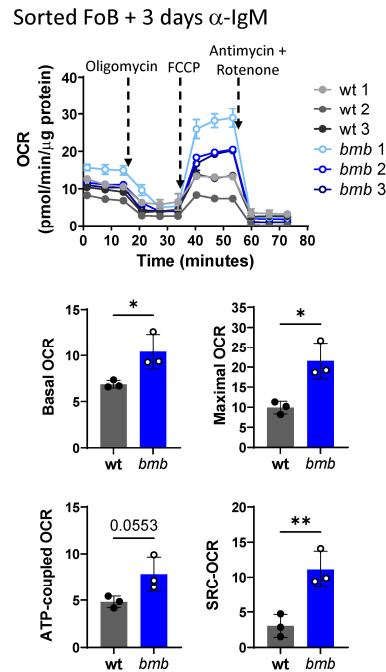 Sorted FoB + 3 days α-IgM
Oligomycin
FCCP
Antimycin +
Rotenone
OCR
(pmol/min/μg protein)
40
30
20
10
0
0 10 20 30 40 50 60 70 80
Time (minutes)
wt 1
wt 2
wt 3
bmb 1
bmb 2
bmb 3
Basal OCR
15
10
5
0
*
wt bmb
Maximal OCR
35
30
25
20
15
10
5
0
*
wt bmb
ATP-coupled OCR
15
10
5
0
0.0553
wt bmb
SRC-OCR
20
15
10
5
0
**
wt bmb